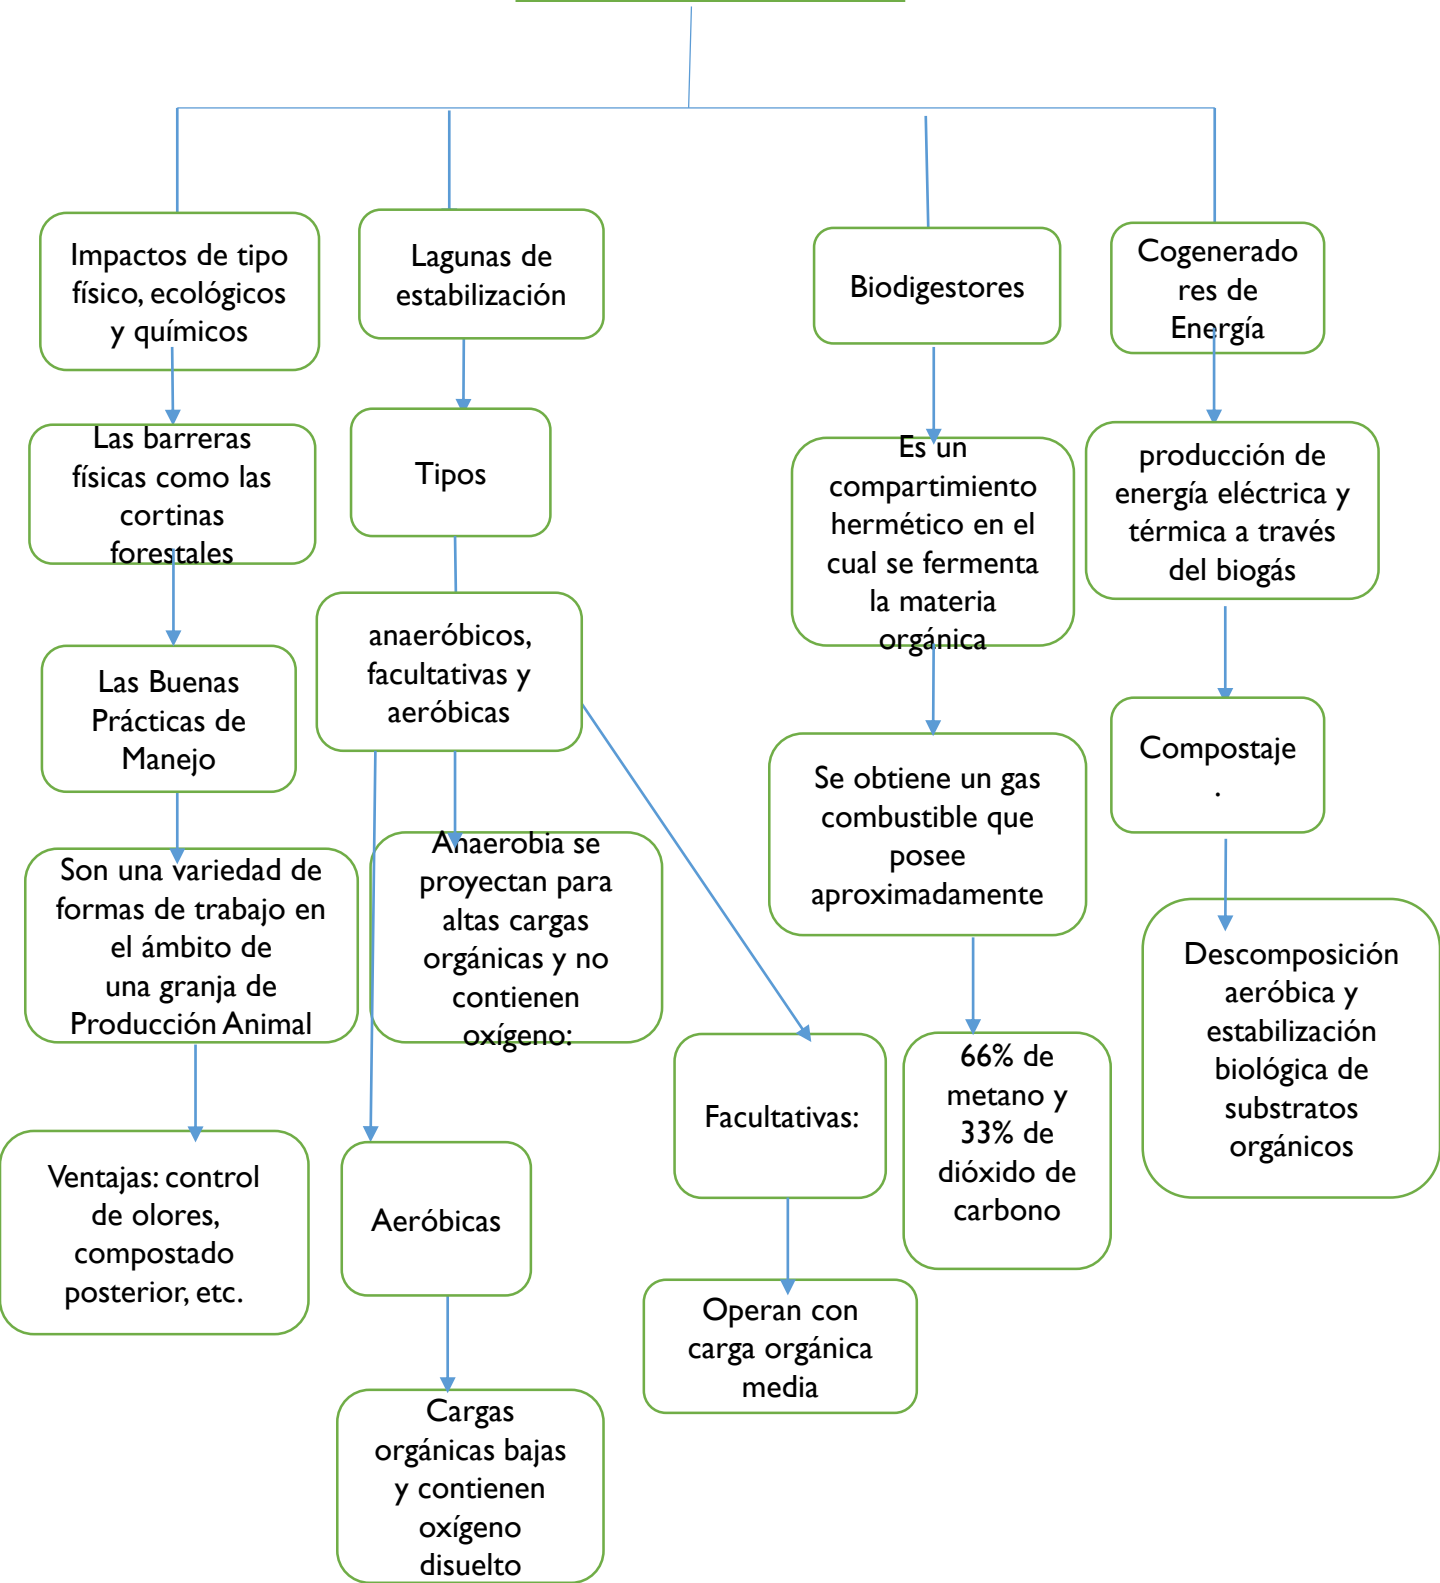 Impactos de tipo
físico, ecológicos
y químicos
Lagunas de
estabilización
Biodigestores
Cogenerado
res de
Energía
Las barreras
físicas como las
cortinas
forestales
Tipos
Es un
compartimiento
hermético en el
cual se fermenta
la materia
orgánica
producción de
energía eléctrica y
térmica a través
del biogás
anaeróbicos,
facultativas y
aeróbicas
Las Buenas
Prácticas de
Manejo
Compostaje
.
Se obtiene un gas
combustible que
posee
aproximadamente
Son una variedad de
formas de trabajo en
el ámbito de
una granja de
Producción Animal
Anaerobia se
proyectan para
altas cargas
orgánicas y no
contienen
oxígeno:
Descomposición
aeróbica y
estabilización
biológica de
substratos
orgánicos
Facultativas:
66% de
metano y
33% de
dióxido de
carbono
Ventajas: control
de olores,
compostado
posterior, etc.
Aeróbicas
Operan con
carga orgánica
media
Cargas
orgánicas bajas
y contienen
oxígeno
disuelto